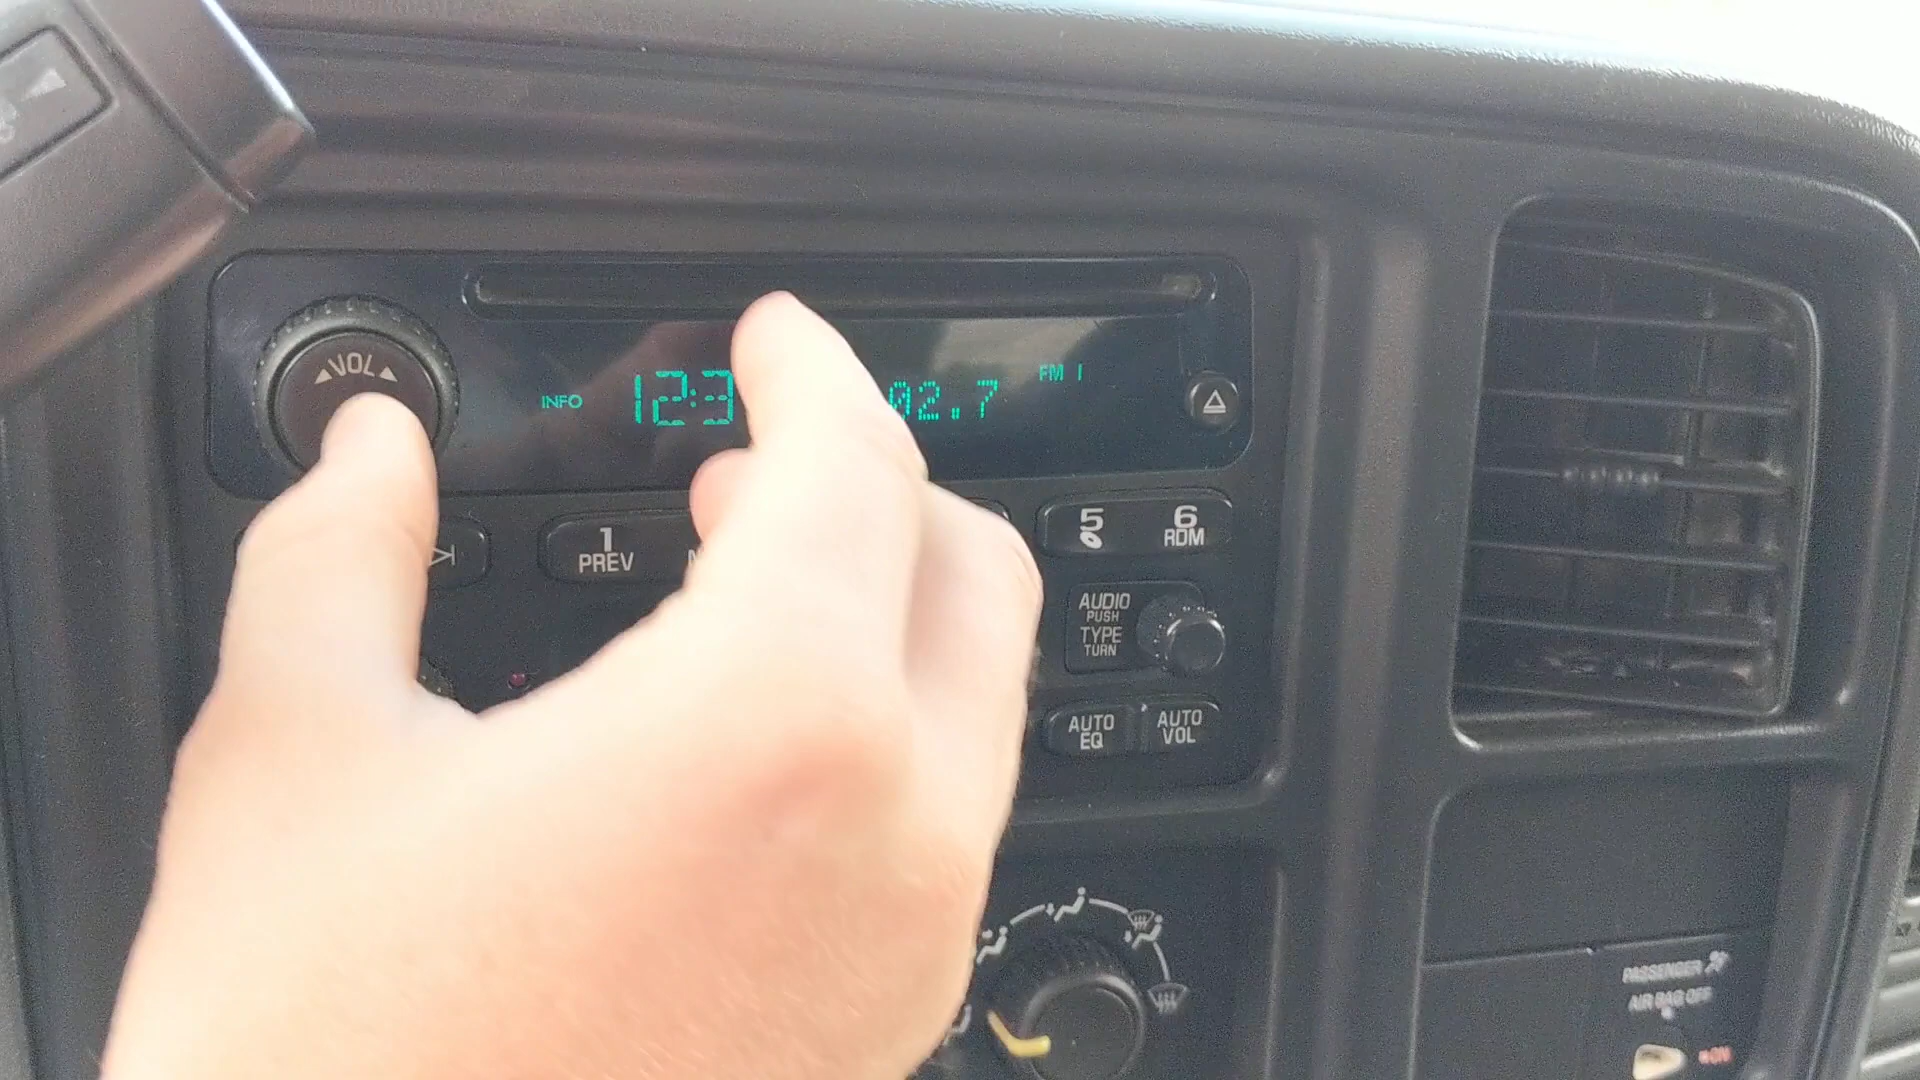 VOL
INFO
12:3
02.7
FM 1
1
PREV
5
6
RDM
AUDIO
PUSH
TYPE
TURN
AUTO
EQ
AUTO
VOL
PASSENGER
AIR BAG OFF
ON